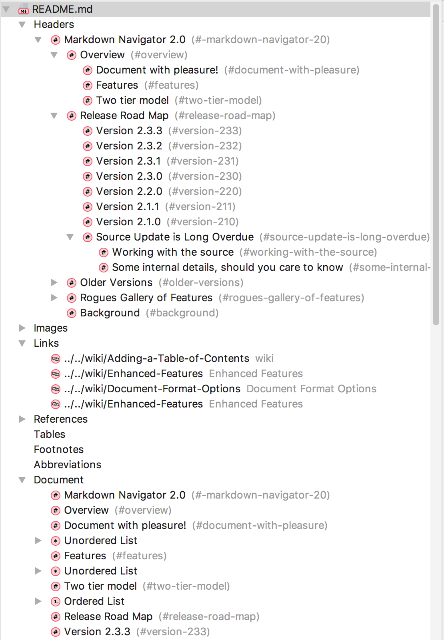 README.md
Headers
Markdown Navigator 2.0 (#-markdown-navigator-20)
Overview (#overview)
Document with pleasure! (#document-with-pleasure)
Features (#features)
Two tier model (#two-tier-model)
Release Road Map (#release-road-map)
Version 2.3.3 (#version-233)
Version 2.3.2 (#version-232)
Version 2.3.1 (#version-231)
Version 2.3.0 (#version-230)
Version 2.2.0 (#version-220)
Version 2.1.1 (#version-211)
Version 2.1.0 (#version-210)
Source Update is Long Overdue (#source-update-is-long-overdue)
Working with the source (#working-with-the-source)
Some internal details, should you care to know (#some-internal-
Older Versions (#older-versions)
Rogues Gallery of Features (#rogues-gallery-of-features)
Background (#background)
Images
Links
../../wiki/Adding-a-Table-of-Contents wiki
../../wiki/Enhanced-Features Enhanced Features
../../wiki/Document-Format-Options Document Format Options
../../wiki/Enhanced-Features Enhanced Features
References
Tables
Footnotes
Abbreviations
Document
Markdown Navigator 2.0 (#-markdown-navigator-20)
Overview (#overview)
Document with pleasure! (#document-with-pleasure)
Unordered List
Features (#features)
Unordered List
Two tier model (#two-tier-model)
Ordered List
Release Road Map (#release-road-map)
Version 2.3.3 (#version-233)